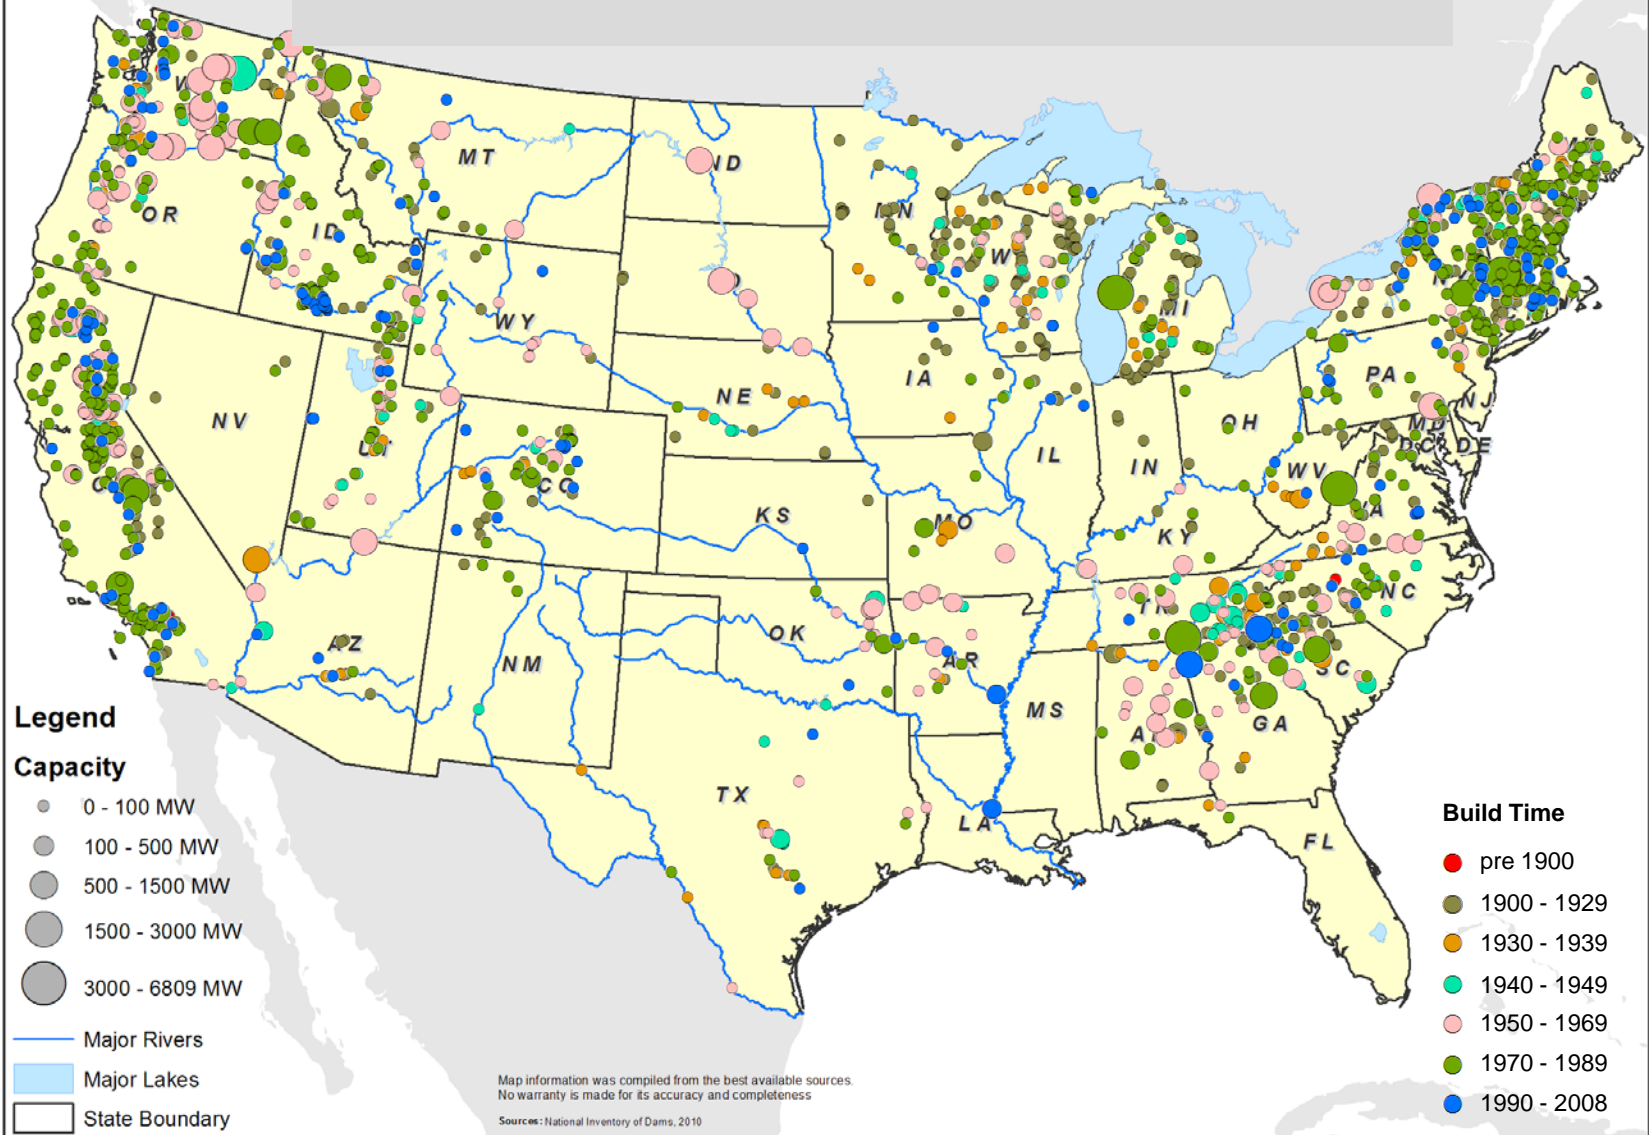 MT
ND
OR
ID
MN
W
MI
WY
IA
NE
PA
NJ
NV
OH
MD
DC
DE
UT
IL
IN
WV
CO
VA
KS
MO
KY
NC
TN
OK
AZ
NM
AR
SC
MS
GA
TX
LA
FL
Legend
Capacity
0 - 100 MW
100 - 500 MW
500 - 1500 MW
1500 - 3000 MW
3000 - 6809 MW
Major Rivers
Major Lakes
State Boundary
Build Time
pre 1900
1900 - 1929
1930 - 1939
1940 - 1949
1950 - 1969
1970 - 1989
1990 - 2008
Map information was compiled from the best available sources.
No warranty is made for its accuracy and completeness
Sources: National Inventory of Dams, 2010